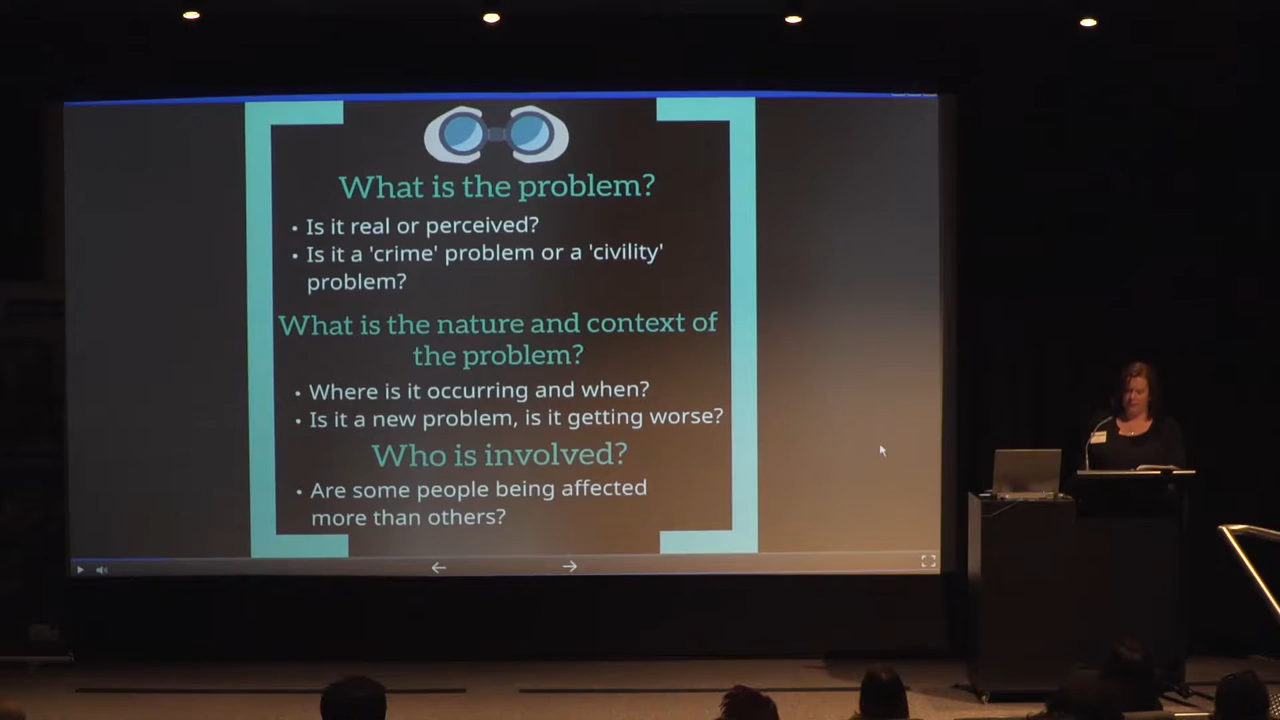 What is the problem?
• Is it real or perceived?
• Is it a 'crime' problem or a 'civility'
problem?
What is the nature and context of
the problem?
• Where is it occurring and when?
• Is it a new problem, is it getting worse?
Who is involved?
• Are some people being affected
more than others?